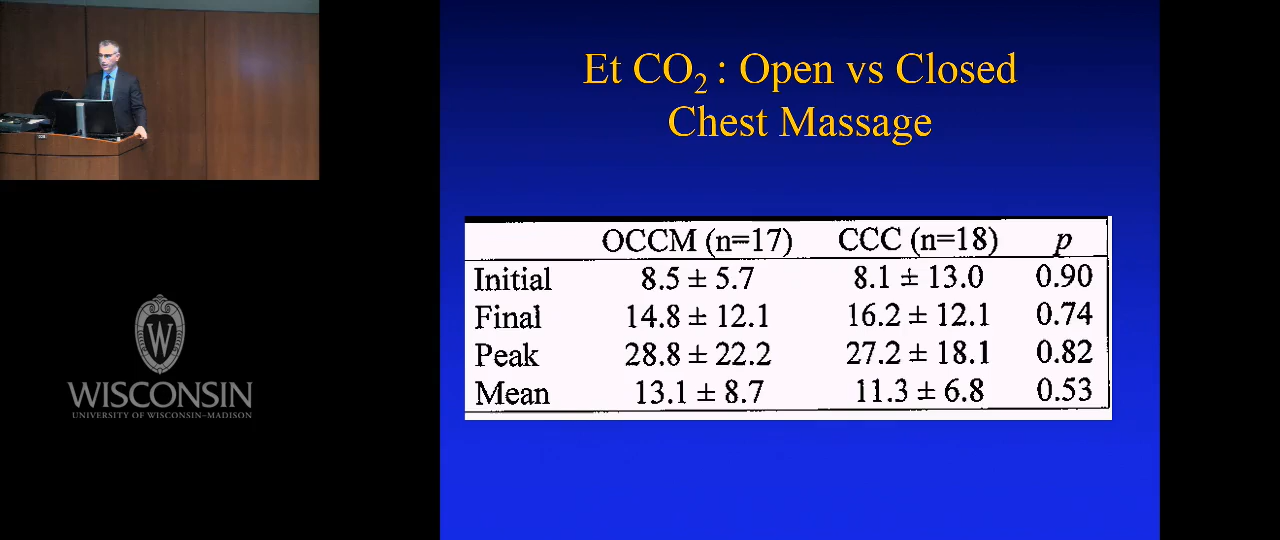 Et CO₂ : Open vs Closed
Chest Massage
OCCM (n=17) CCC (n=18) p
Initial 8.5 ± 5.7 8.1 ± 13.0 0.90
Final 14.8 ± 12.1 16.2 ± 12.1 0.74
Peak 28.8 ± 22.2 27.2 ± 18.1 0.82
Mean 13.1 ± 8.7 11.3 ± 6.8 0.53
W
WISCONSIN
UNIVERSITY OF WISCONSIN–MADISON